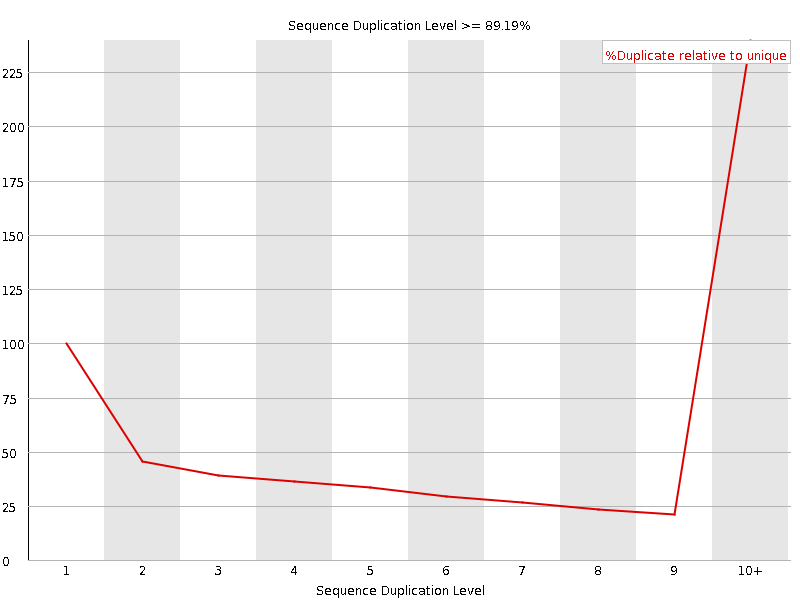 Sequence Duplication Level >= 89.19%
%Duplicate relative to unique
225
200
175
150
125
100
75
50
25
0
1 2 3 4 5 6 7 8 9 10+
Sequence Duplication Level